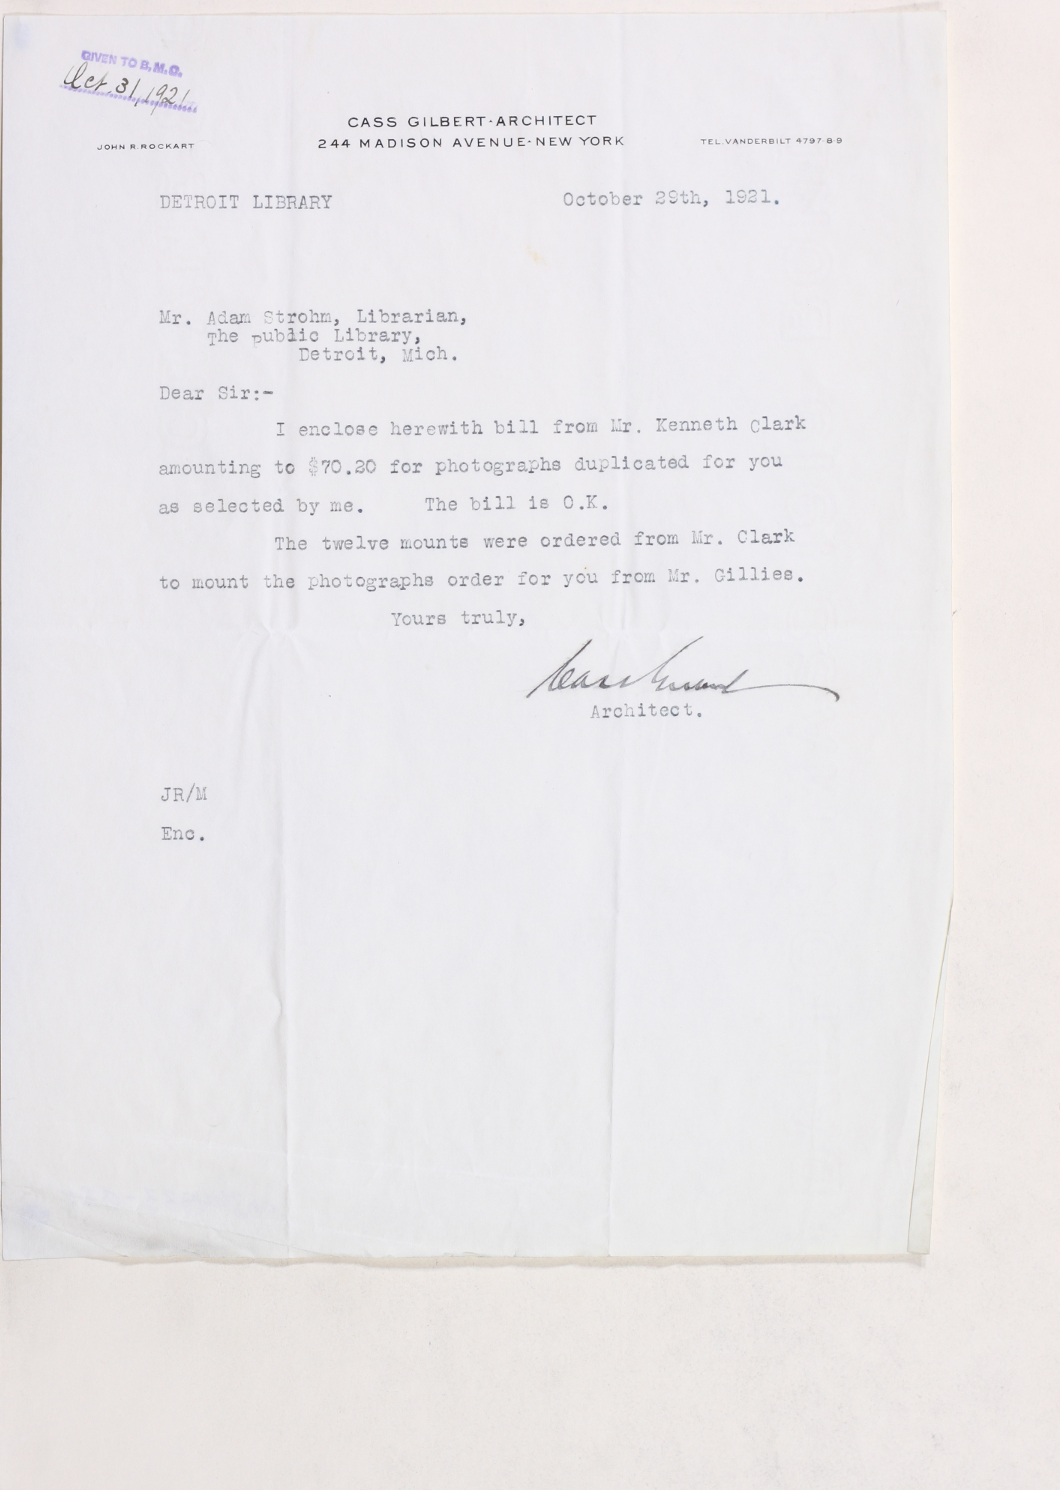 GIVEN TO B.M.O.
Oct. 31, 1921
CASS GILBERT·ARCHITECT
JOHN R. ROCKART
244 MADISON AVENUE·NEW YORK
TEL. VANDERBILT 4797-8-9
DETROIT LIBRARY
October 29th, 1921.
Mr. Adam Strohm, Librarian,
The public Library,
Detroit, Mich.
Dear Sir:-
I enclose herewith bill from Mr. Kenneth Clark
amounting to $70.20 for photographs duplicated for you
as selected by me. The bill is O.K.
The twelve mounts were ordered from Mr. Clark
to mount the photographs order for you from Mr. Gillies.
Yours truly,
Cass Gilbert
Architect.
JR/M
Enc.